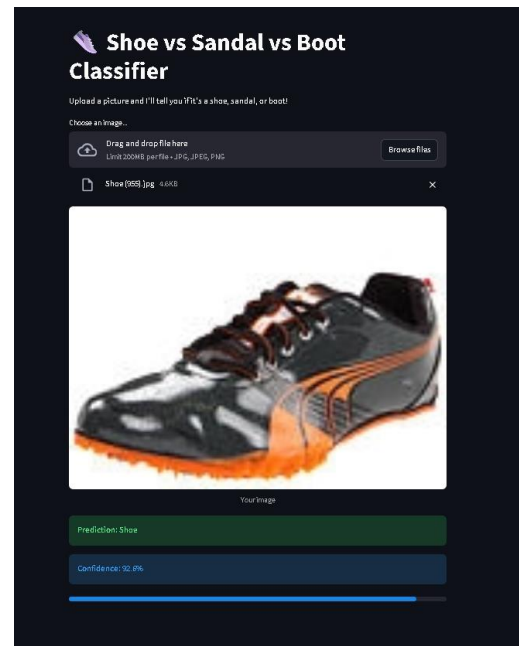 Shoe vs Sandal vs Boot
Classifier
Upload a picture and I'll tell you if it's a shoe, sandal, or boot!
Choose an image...
Drag and drop file here
Limit 200MB per file • JPG, JPEG, PNG
Browse files
Shoe (955).jpg 4.6KB
Your image
Prediction: Shoe
Confidence: 92.6%